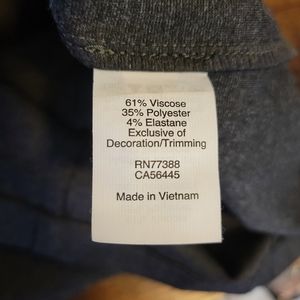 61% Viscose
35% Polyester
4% Elastane
Exclusive of
Decoration/Trimming
RN77388
CA56445
Made in Vietnam